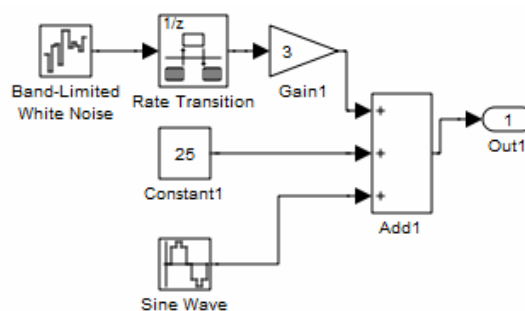 1/z
3
Band-Limited
White Noise
Rate Transition
Gain1
+
25
+
1
Out1
Constant1
+
Add1
Sine Wave